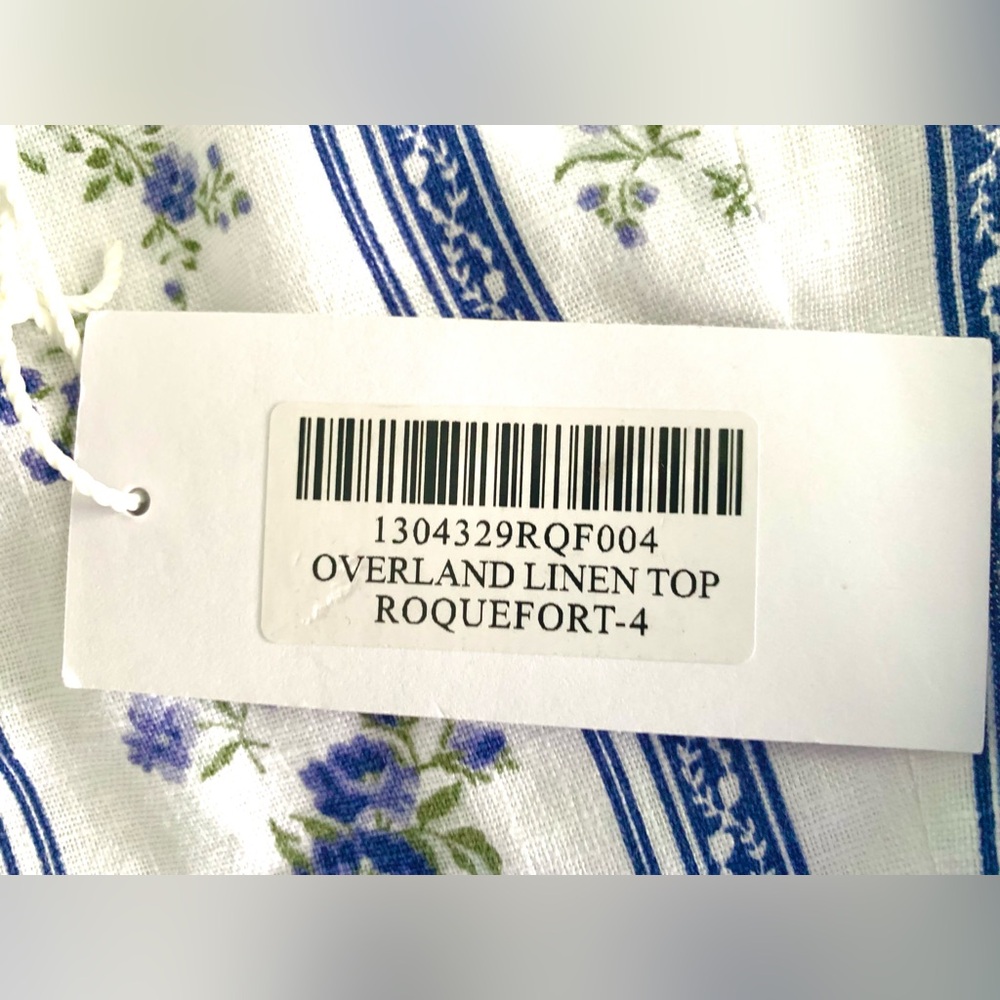 1304329RQF004
OVERLAND LINEN TOP
ROQUEFORT-4